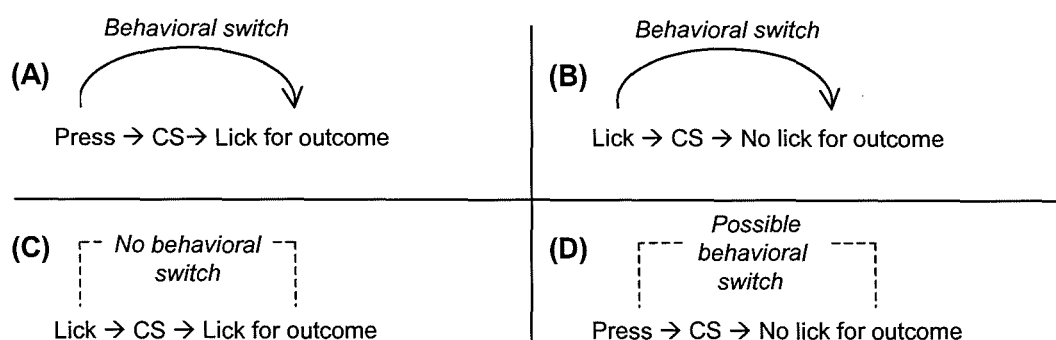 Behavioral switch
(A)
Press → CS→ Lick for outcome
Behavioral switch
(B)
Lick → CS → No lick for outcome
(C)
No behavioral
switch
Lick → CS → Lick for outcome
(D)
Possible
behavioral
switch
Press → CS → No lick for outcome